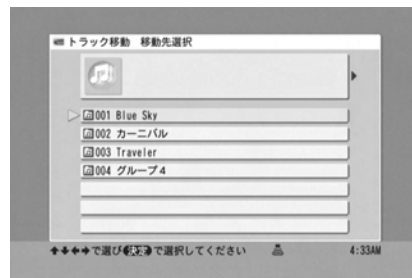 トラック移動 移動先選択
001 Blue Sky
002 カーニバル
003 Traveler
004 グループ4
↑↓←→で選び決定で選択してください 4:33AM